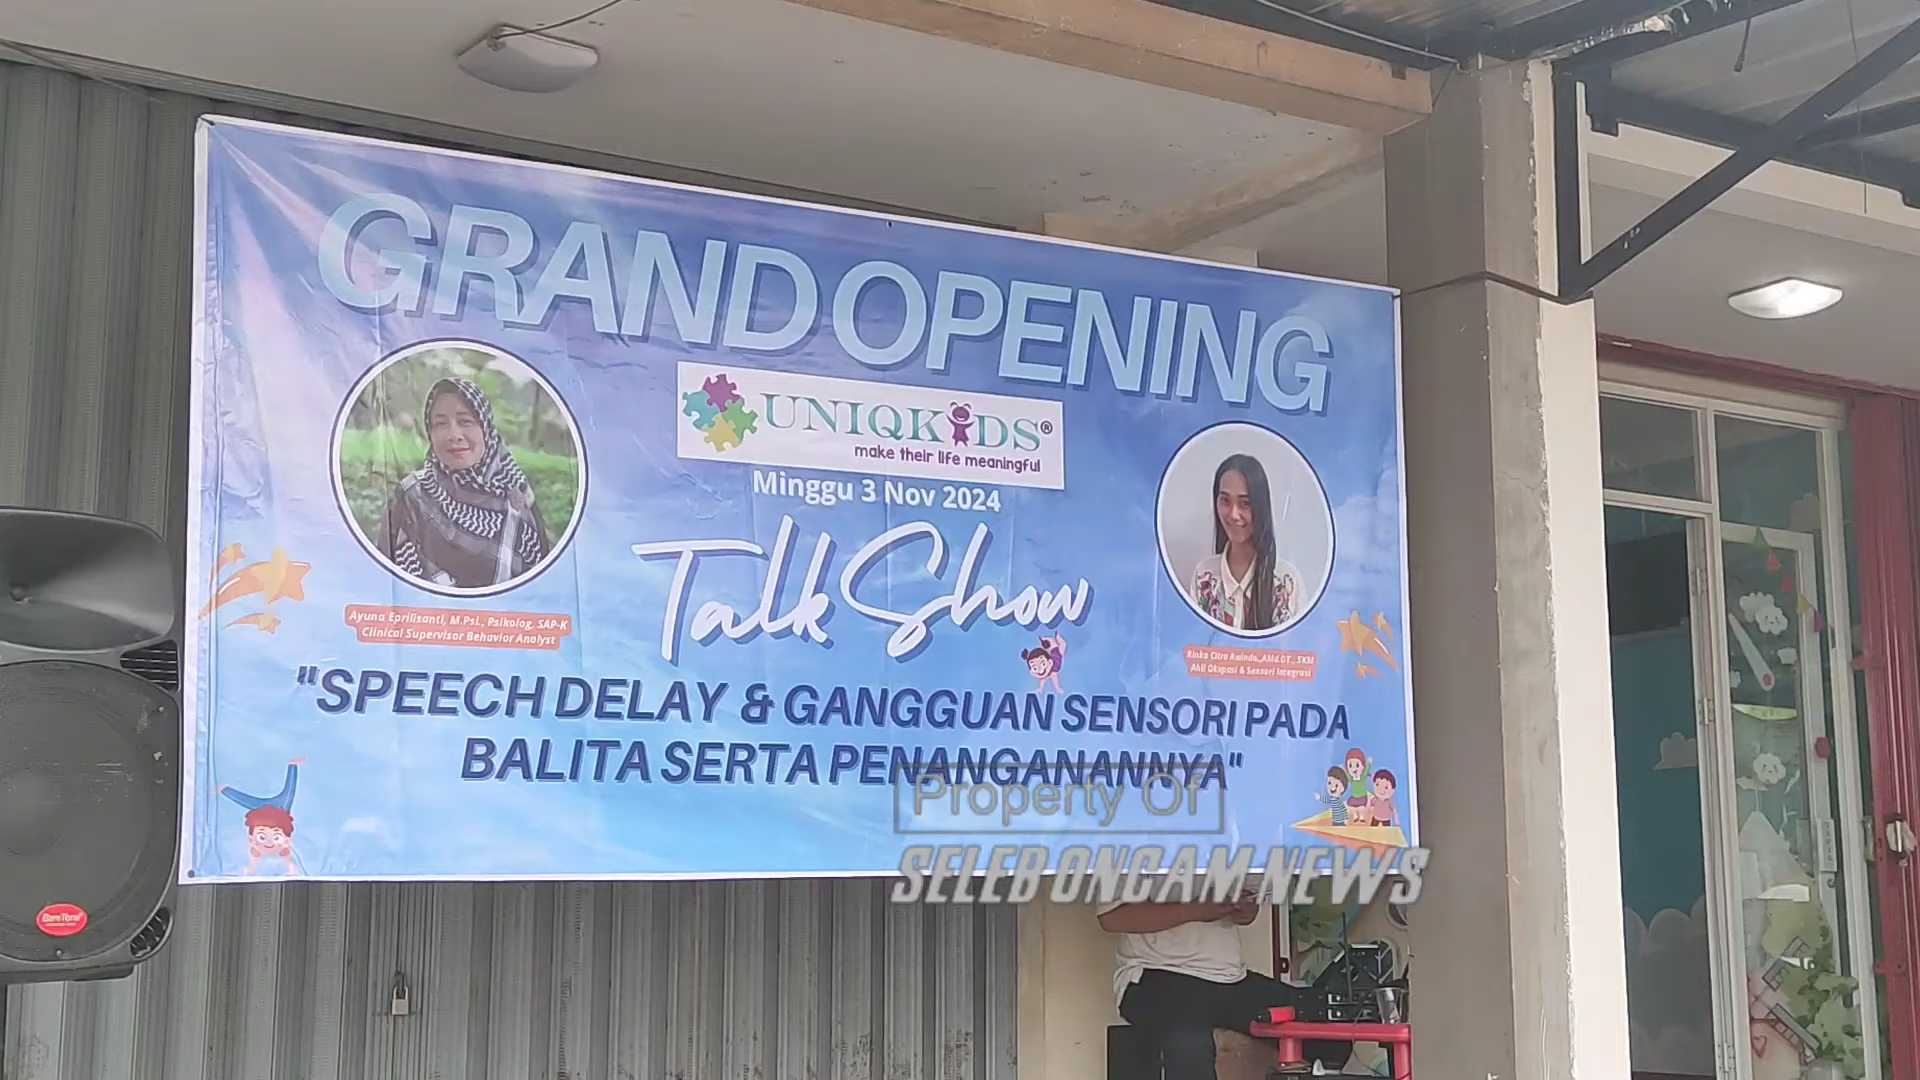 GRAND OPENING
UNIQKIDS®
make their life meaningful
Minggu 3 Nov 2024
Talk Show
Ayuna Eprilisanti, M.Psi., Psikolog, SAP-K
Clinical Supervisor Behavior Analyst
Rinka Citra Awinda,.AMd.OT., SKM
Ahli Okupasi & Sensori Integrasi
"SPEECH DELAY & GANGGUAN SENSORI PADA
BALITA SERTA PENANGANANNYA"
Property Of
SELEB ONCAM NEWS
BareTone